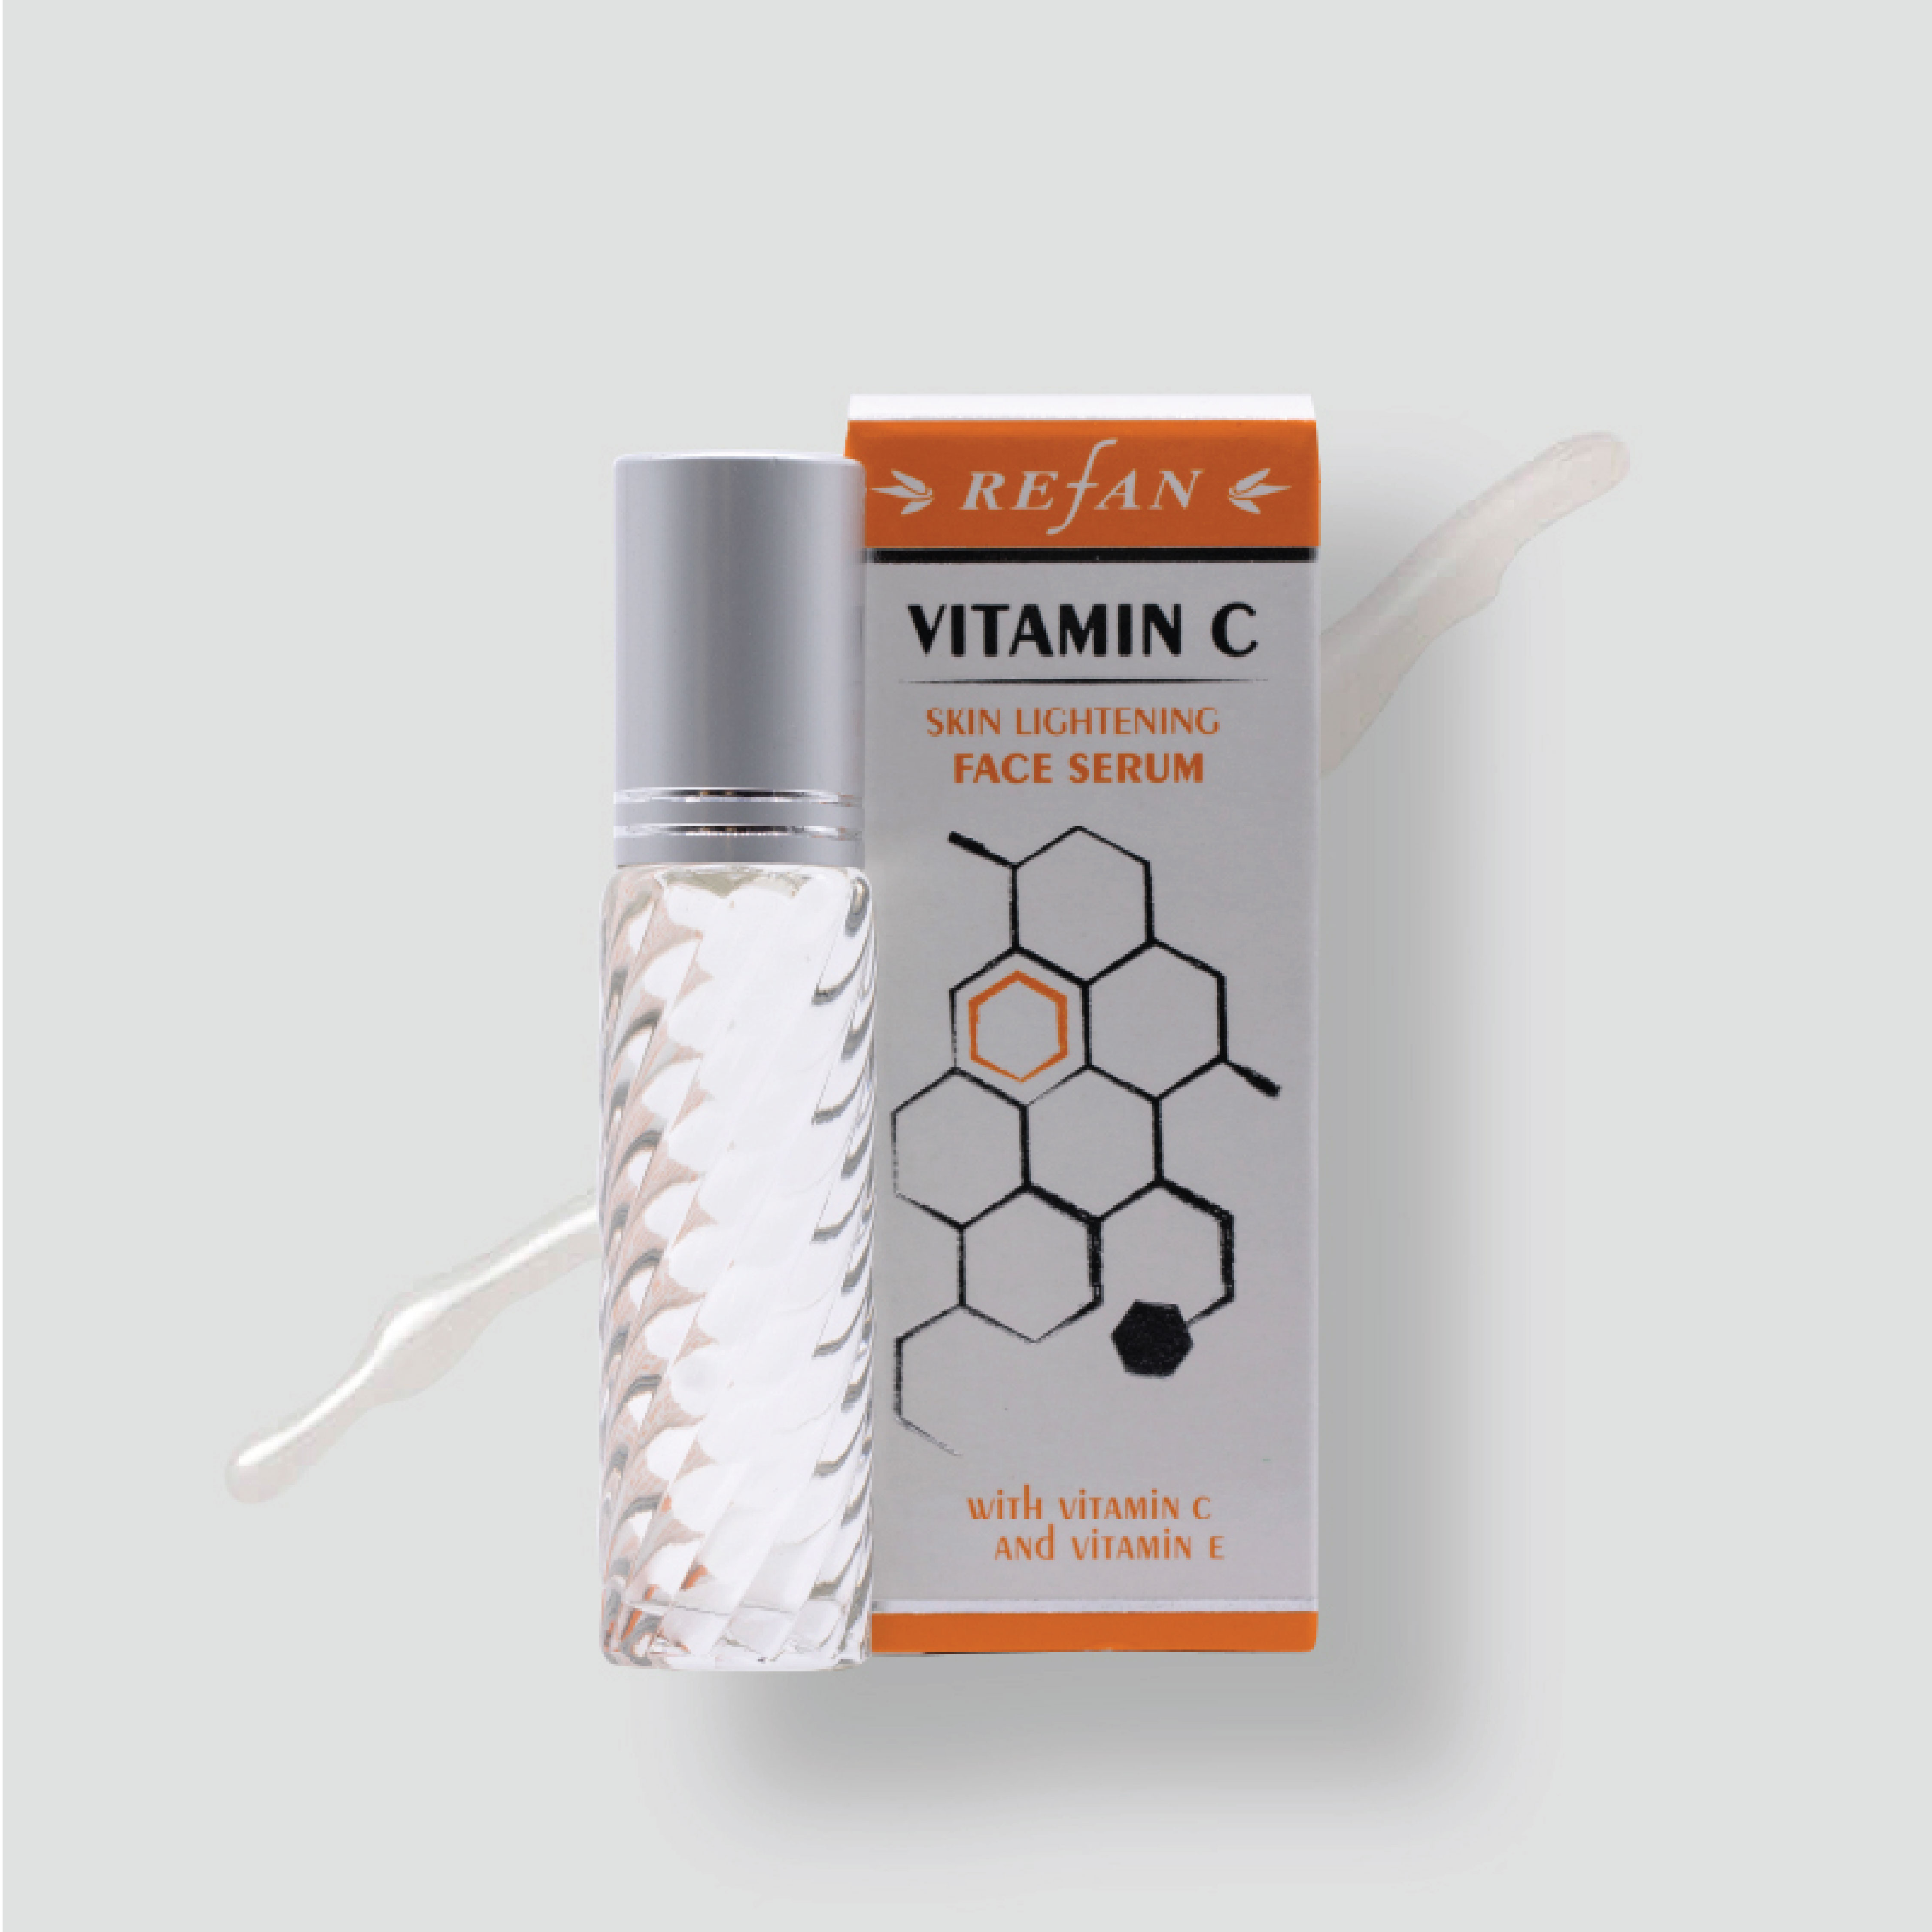 REfAN
VITAMIN C
SKIN LIGHTENING
FACE SERUM
with vitamin C
and vitamin E